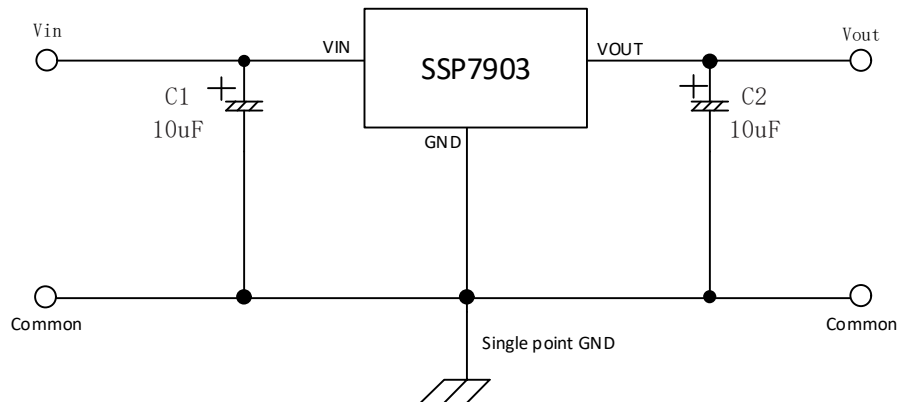 Vin
VIN
SSP7903
VOUT
Vout
C1
10uF
GND
C2
10uF
Common
Single point GND
Common